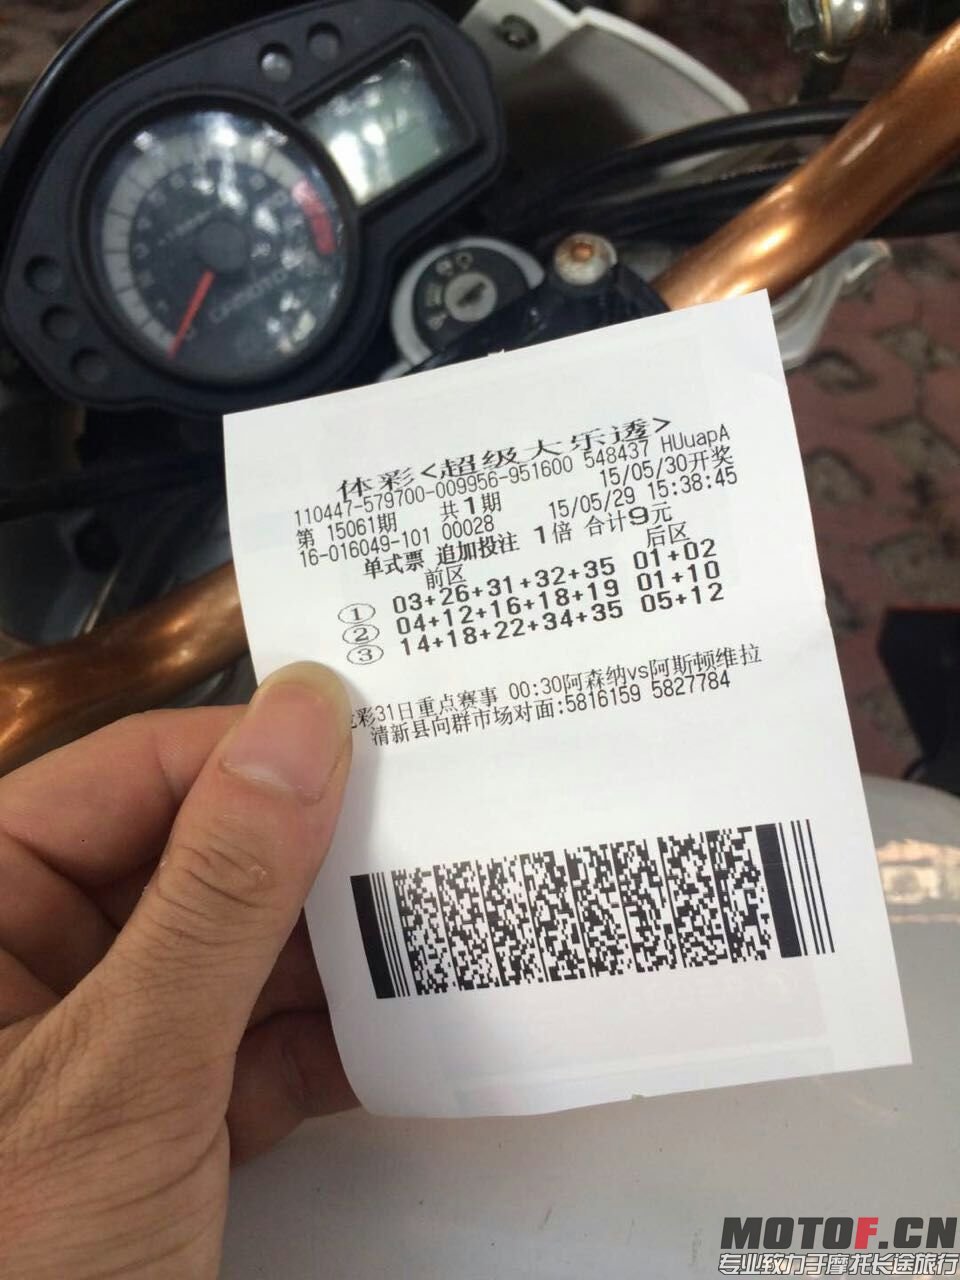 体彩<超级大乐透>
110447-579700-009956-951600 548437 HUuapA
第 15061期 共1期 15/05/30开奖
16-016049-101 00028 15/05/29 15:38:45
单式票 追加投注 1倍 合计9元
前区 后区
① 03+26+31+32+35 01+02
② 04+12+16+18+19 01+10
③ 14+18+22+34+35 05+12
彩31日重点赛事 00:30阿森纳vs阿斯顿维拉
清新县向群市场对面:5816159 5827784
MOTOF.CN
专业致力于摩托长途旅行